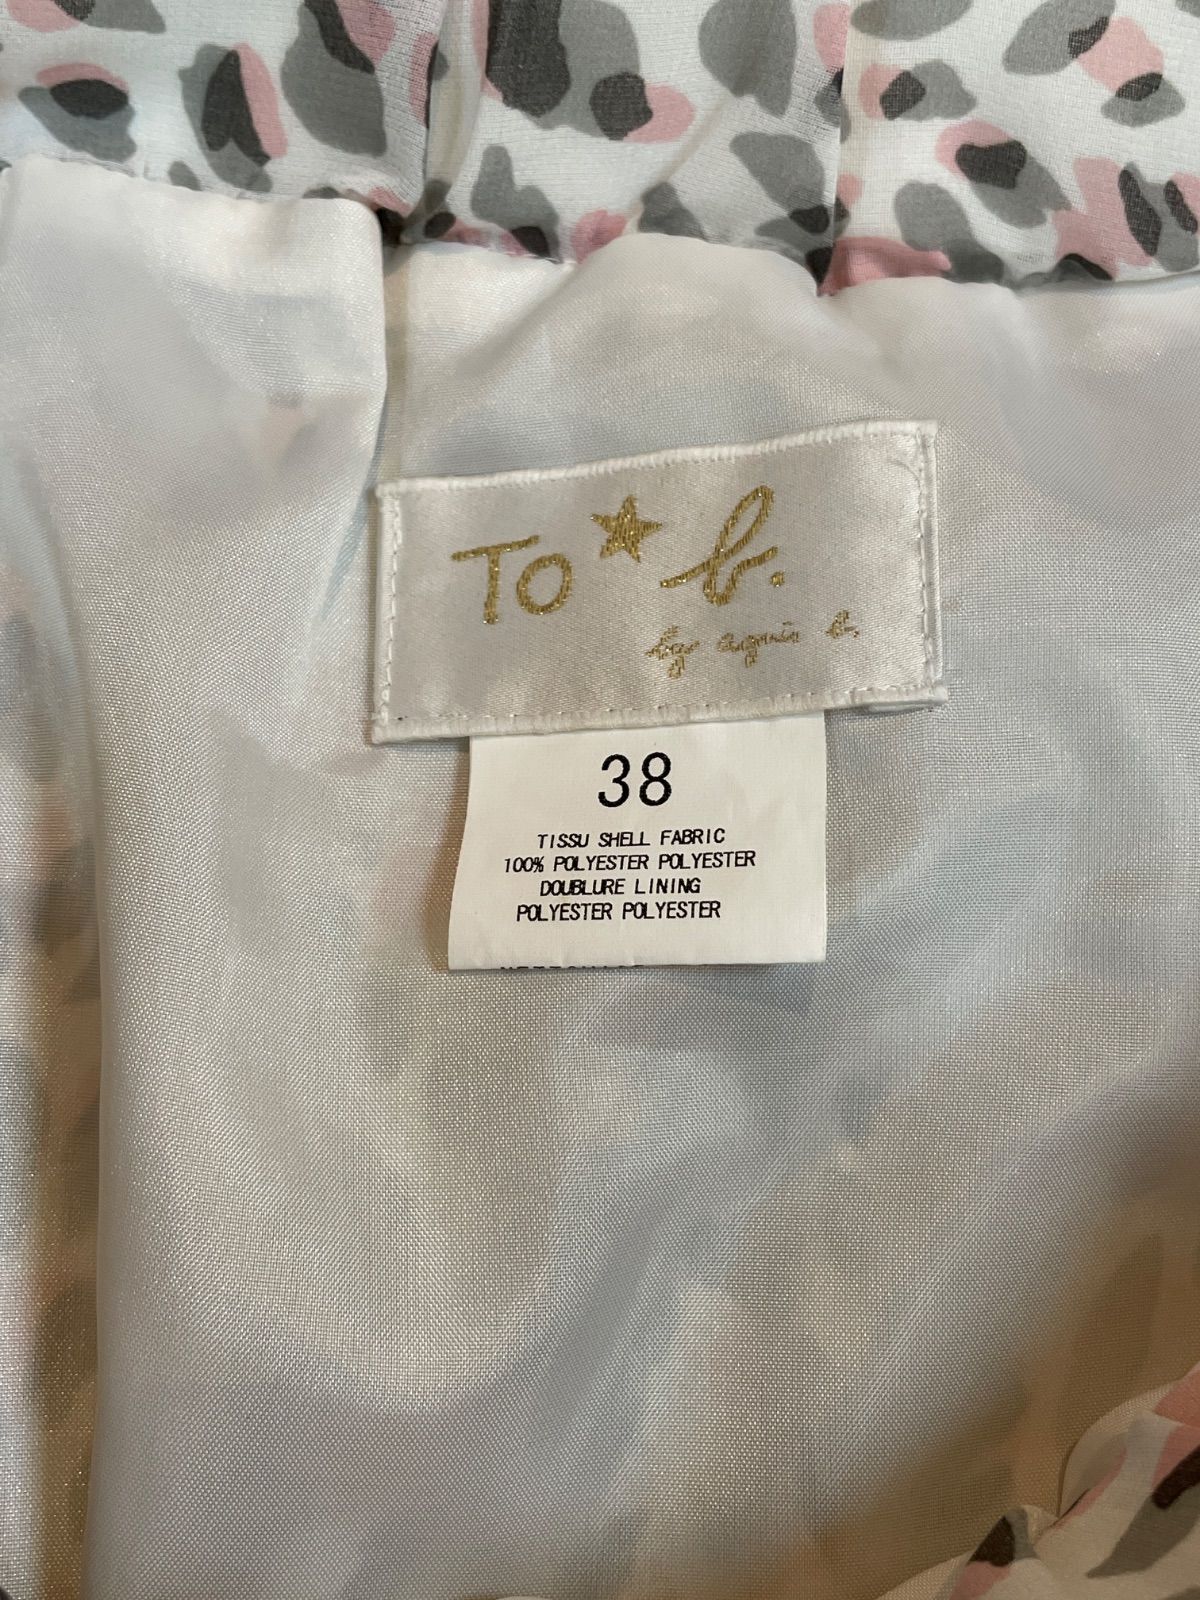 To★b.
by agnès b.
38
TISSU SHELL FABRIC
100% POLYESTER POLYESTER
DOUBLURE LINING
POLYESTER POLYESTER